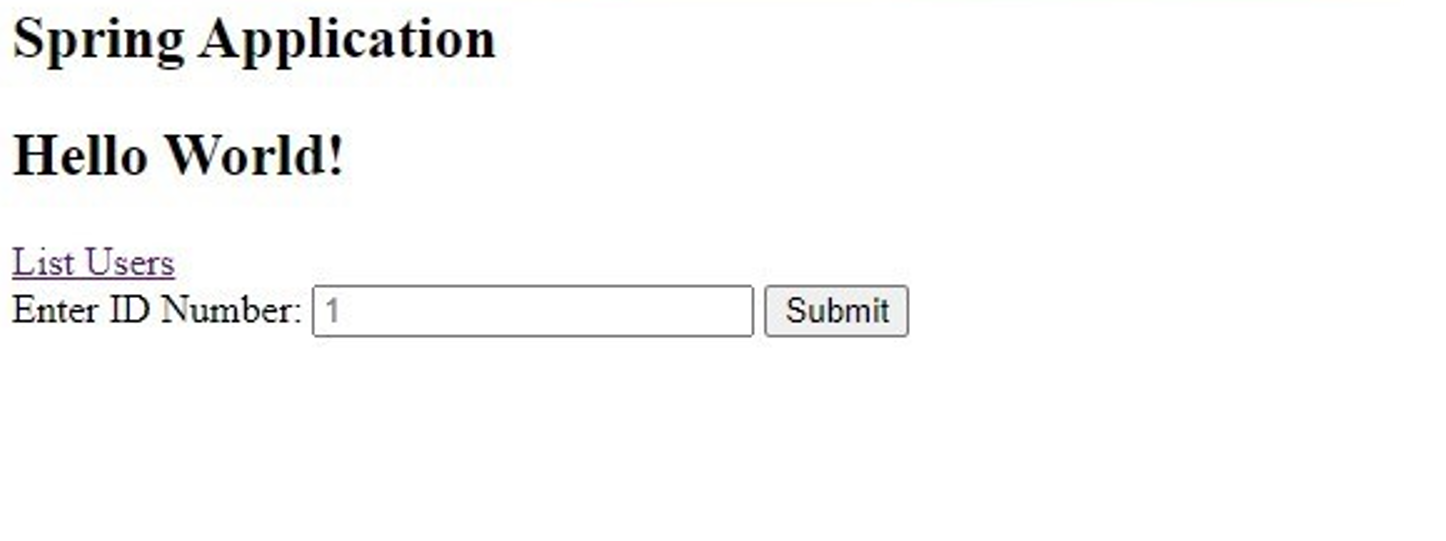 Spring Application
Hello World!
List Users
Enter ID Number: 1 Submit